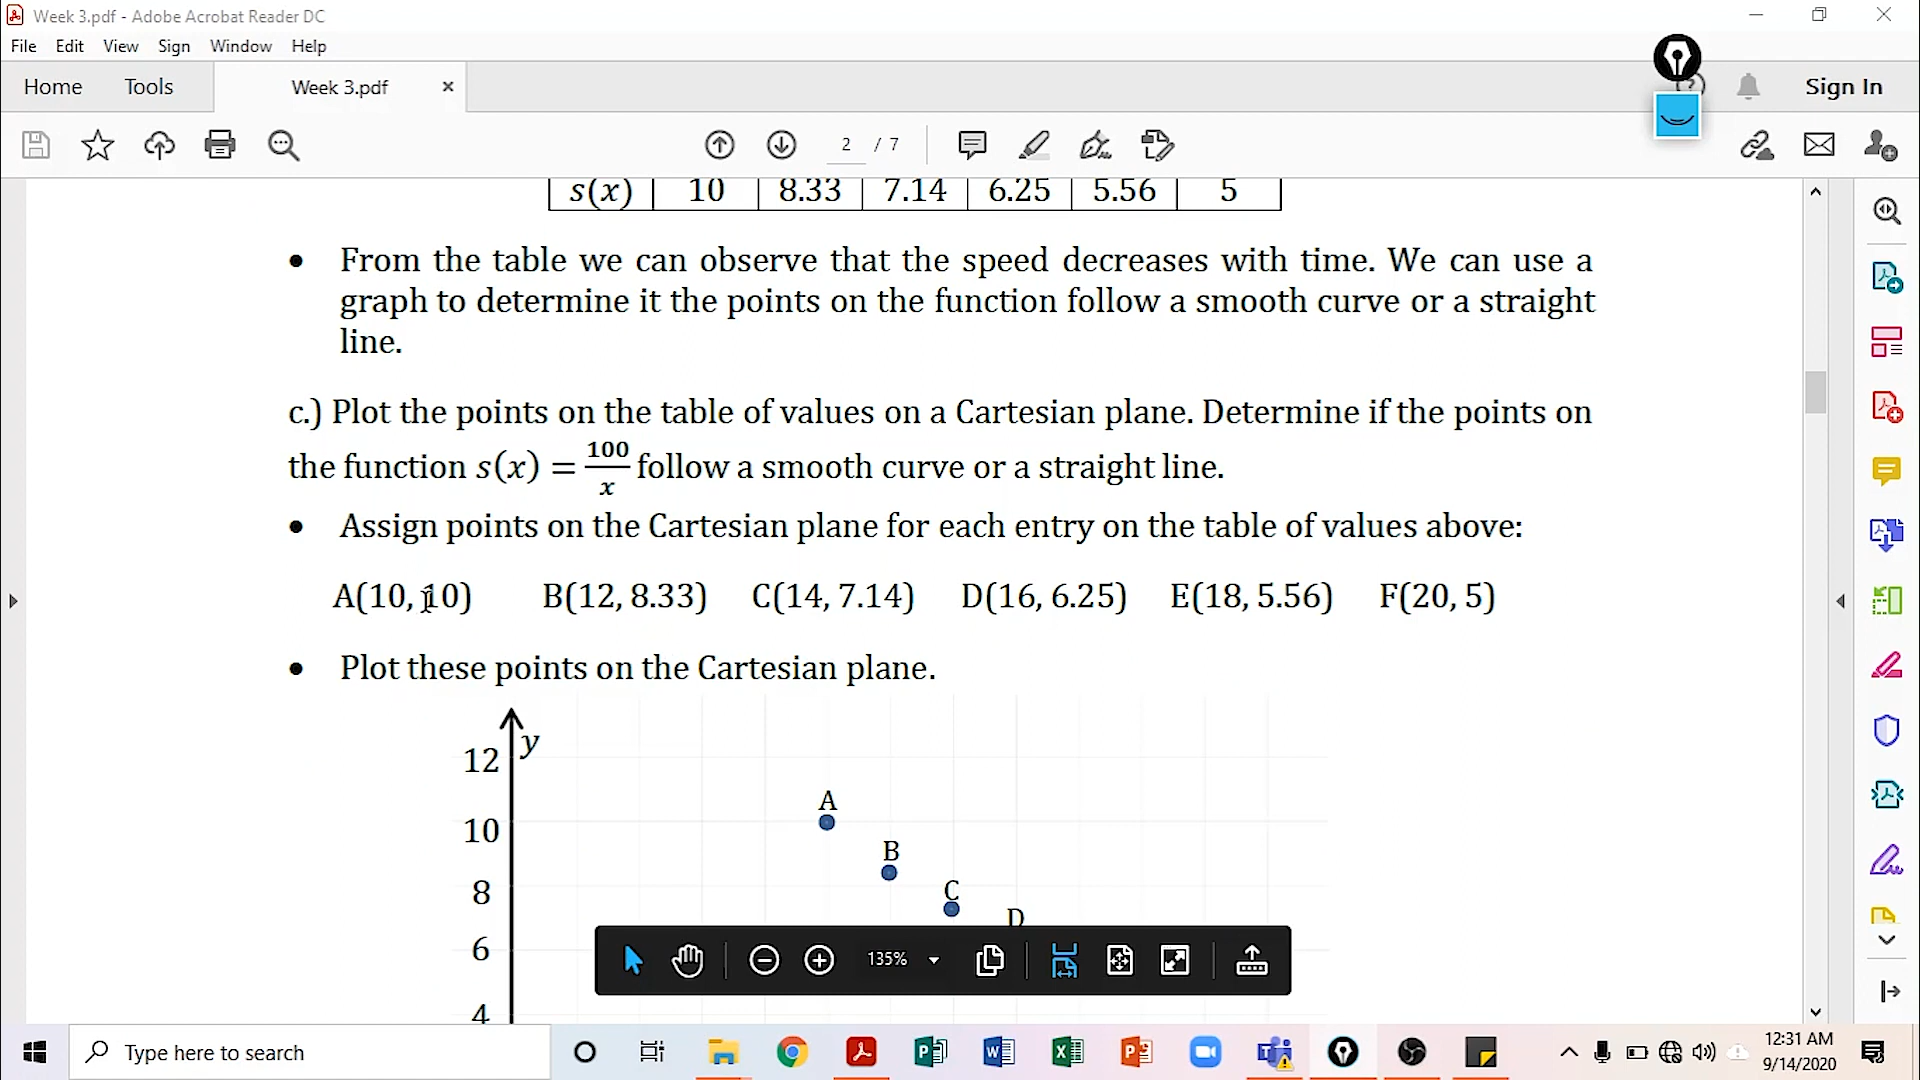 Week 3.pdf - Adobe Acrobat Reader DC
File Edit View Sign Window Help
Home Tools Week 3.pdf × Sign In
2 / 7
s(x) 10 8.33 7.14 6.25 5.56 5
• From the table we can observe that the speed decreases with time. We can use a
graph to determine it the points on the function follow a smooth curve or a straight
line.
c.) Plot the points on the table of values on a Cartesian plane. Determine if the points on
the function s(x) = 100/x follow a smooth curve or a straight line.
• Assign points on the Cartesian plane for each entry on the table of values above:
A(10, 10) B(12, 8.33) C(14, 7.14) D(16, 6.25) E(18, 5.56) F(20, 5)
• Plot these points on the Cartesian plane.
y
12
A
10
B
8
C
D
6
135%
4
Type here to search
12:31 AM
9/14/2020